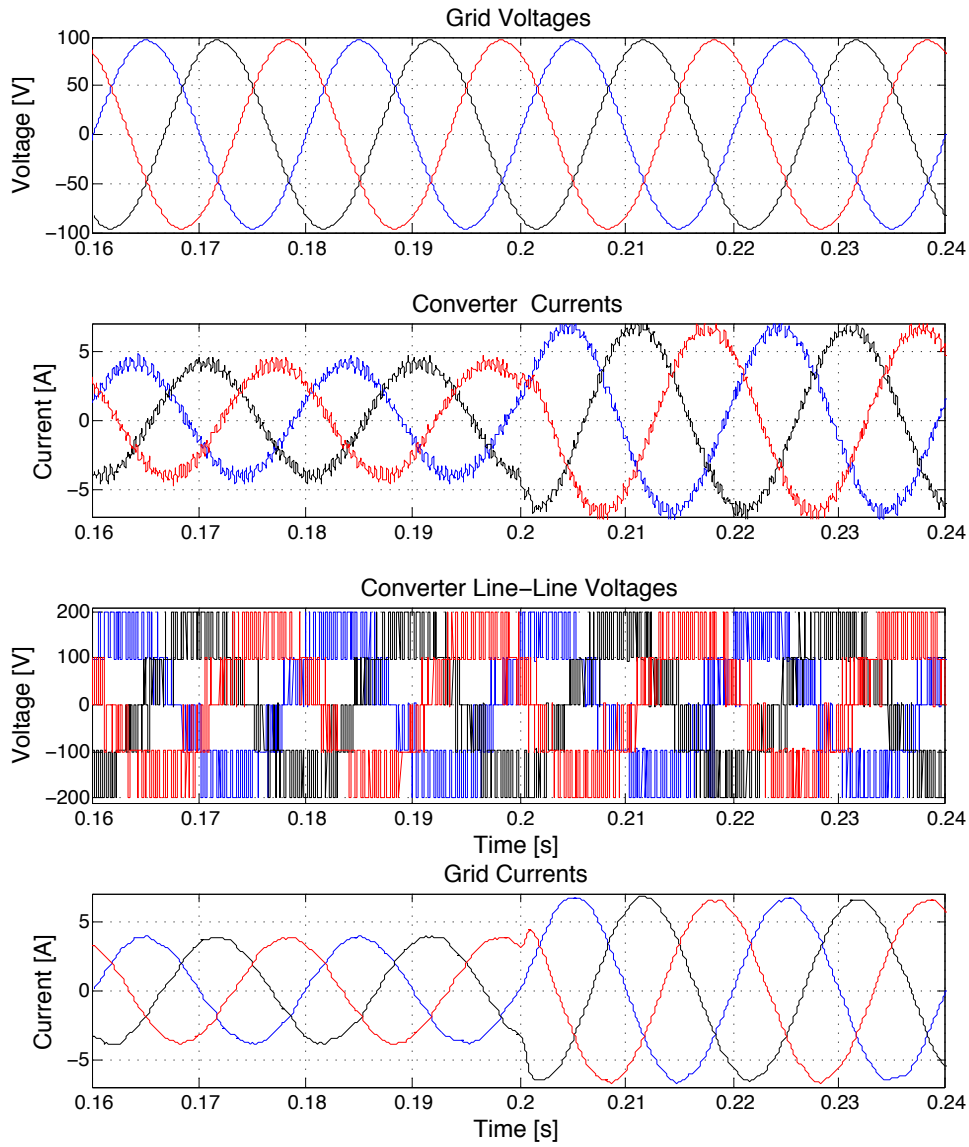 Grid Voltages
Voltage [V]
100
50
0
−50
−100
0.16 0.17 0.18 0.19 0.2 0.21 0.22 0.23 0.24
Converter Currents
Current [A]
5
0
−5
0.16 0.17 0.18 0.19 0.2 0.21 0.22 0.23 0.24
Converter Line−Line Voltages
Voltage [V]
200
100
0
−100
−200
0.16 0.17 0.18 0.19 0.2 0.21 0.22 0.23 0.24
Time [s]
Grid Currents
Current [A]
5
0
−5
0.16 0.17 0.18 0.19 0.2 0.21 0.22 0.23 0.24
Time [s]